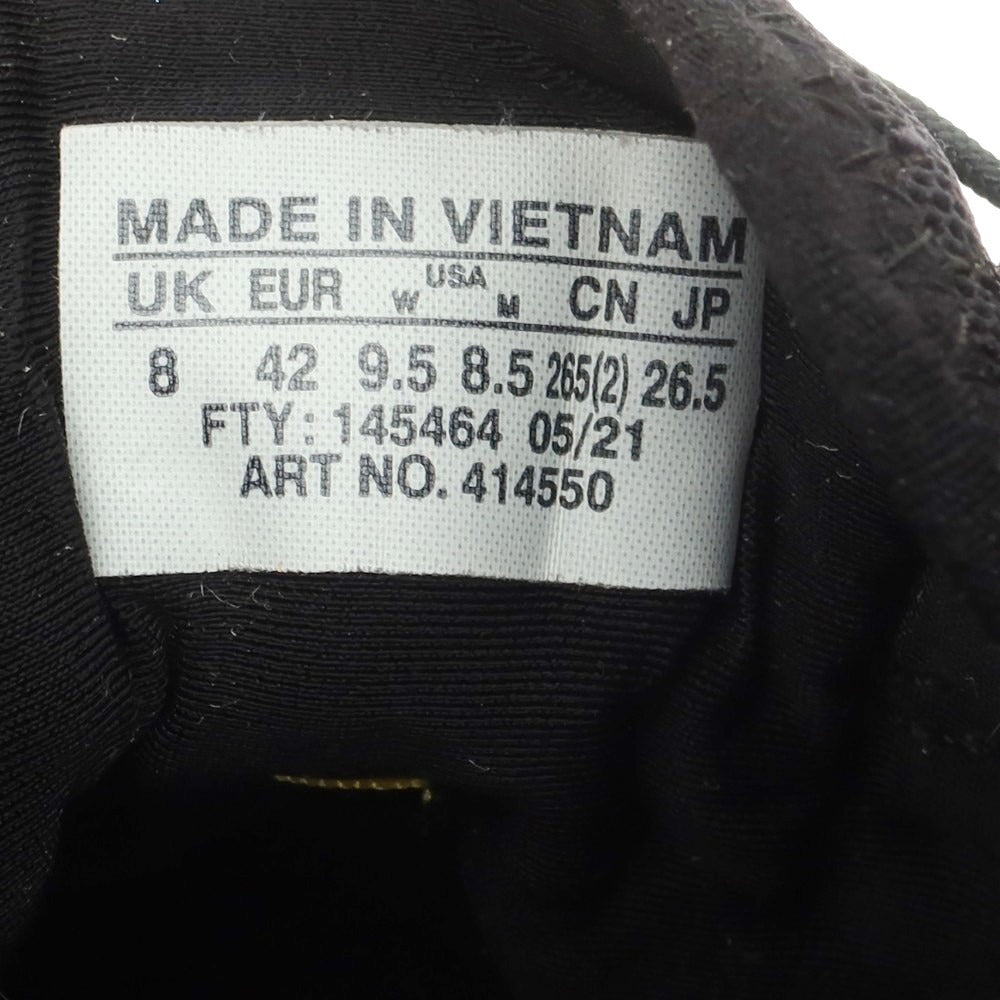 MADE IN VIETNAM
UK EUR W USA M CN JP
8 42 9.5 8.5 265(2) 26.5
FTY: 145464 05/21
ART NO. 414550